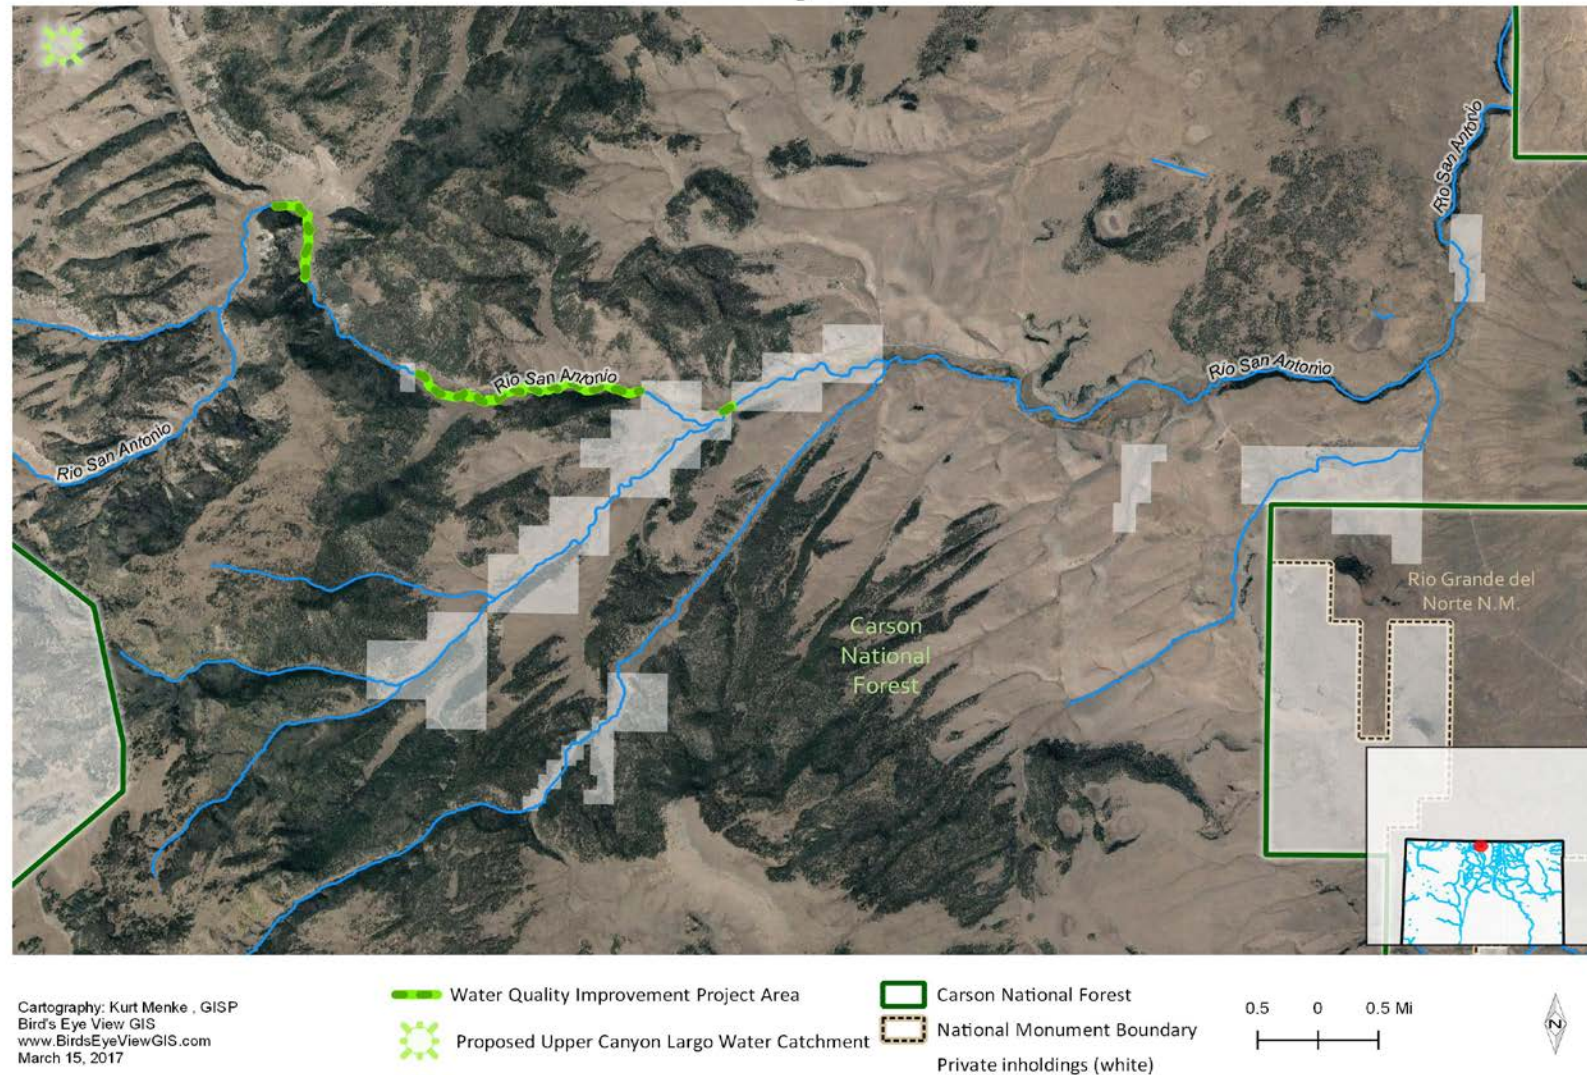 Rio San Antonio
Rio San Antonio
Rio San Antonio
Rio San Antonio
Rio Grande del
Norte N.M.
Carson
National
Forest
Cartography: Kurt Menke , GISP
Bird's Eye View GIS
www.BirdsEyeViewGIS.com
March 15, 2017
Water Quality Improvement Project Area
Proposed Upper Canyon Largo Water Catchment
Carson National Forest
National Monument Boundary
Private inholdings (white)
0.5 0 0.5 Mi
N